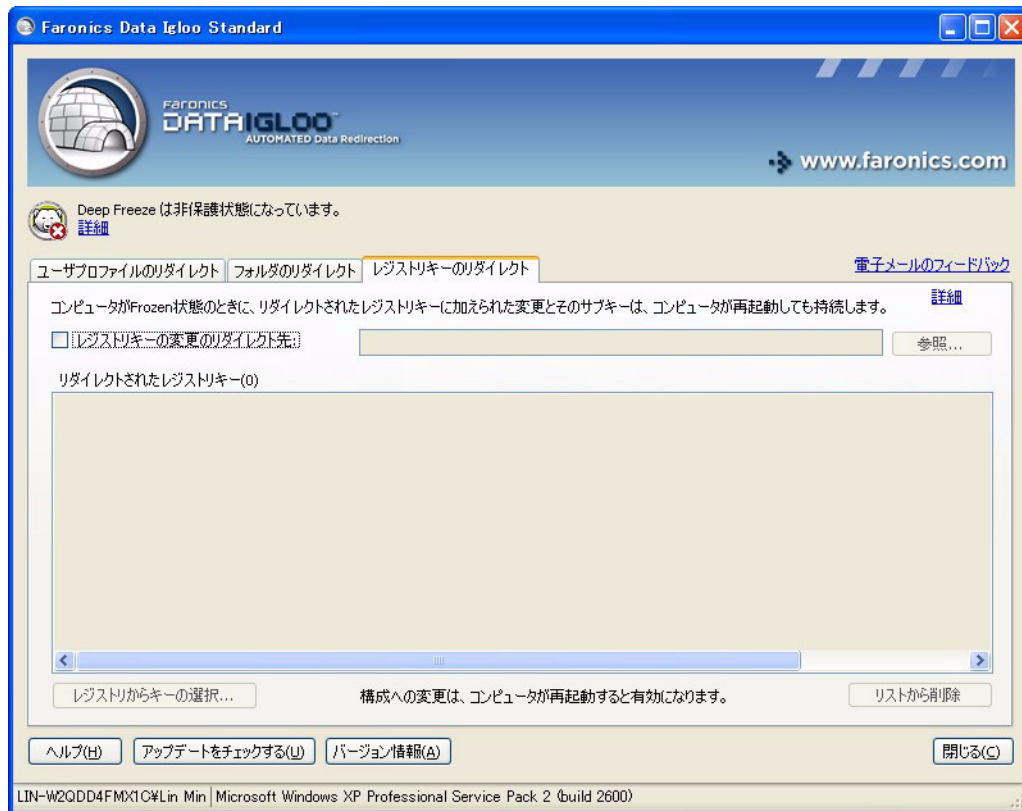 Faronics Data Igloo Standard
Faronics
DATAIGLOO™
AUTOMATED Data Redirection
www.faronics.com
Deep Freeze は非保護状態になっています。
詳細
ユーザプロファイルのリダイレクト フォルダのリダイレクト レジストリキーのリダイレクト 電子メールのフィードバック
コンピュータがFrozen状態のときに、リダイレクトされたレジストリキーに加えられた変更とそのサブキーは、コンピュータが再起動しても持続します。 詳細
レジストリキーの変更のリダイレクト先: 参照...
リダイレクトされたレジストリキー(0)
レジストリからキーの選択... 構成への変更は、コンピュータが再起動すると有効になります。 リストから削除
ヘルプ(H) アップデートをチェックする(U) バージョン情報(A) 閉じる(C)
LIN-W2QDD4FMX1C¥Lin Min Microsoft Windows XP Professional Service Pack 2 (build 2600)